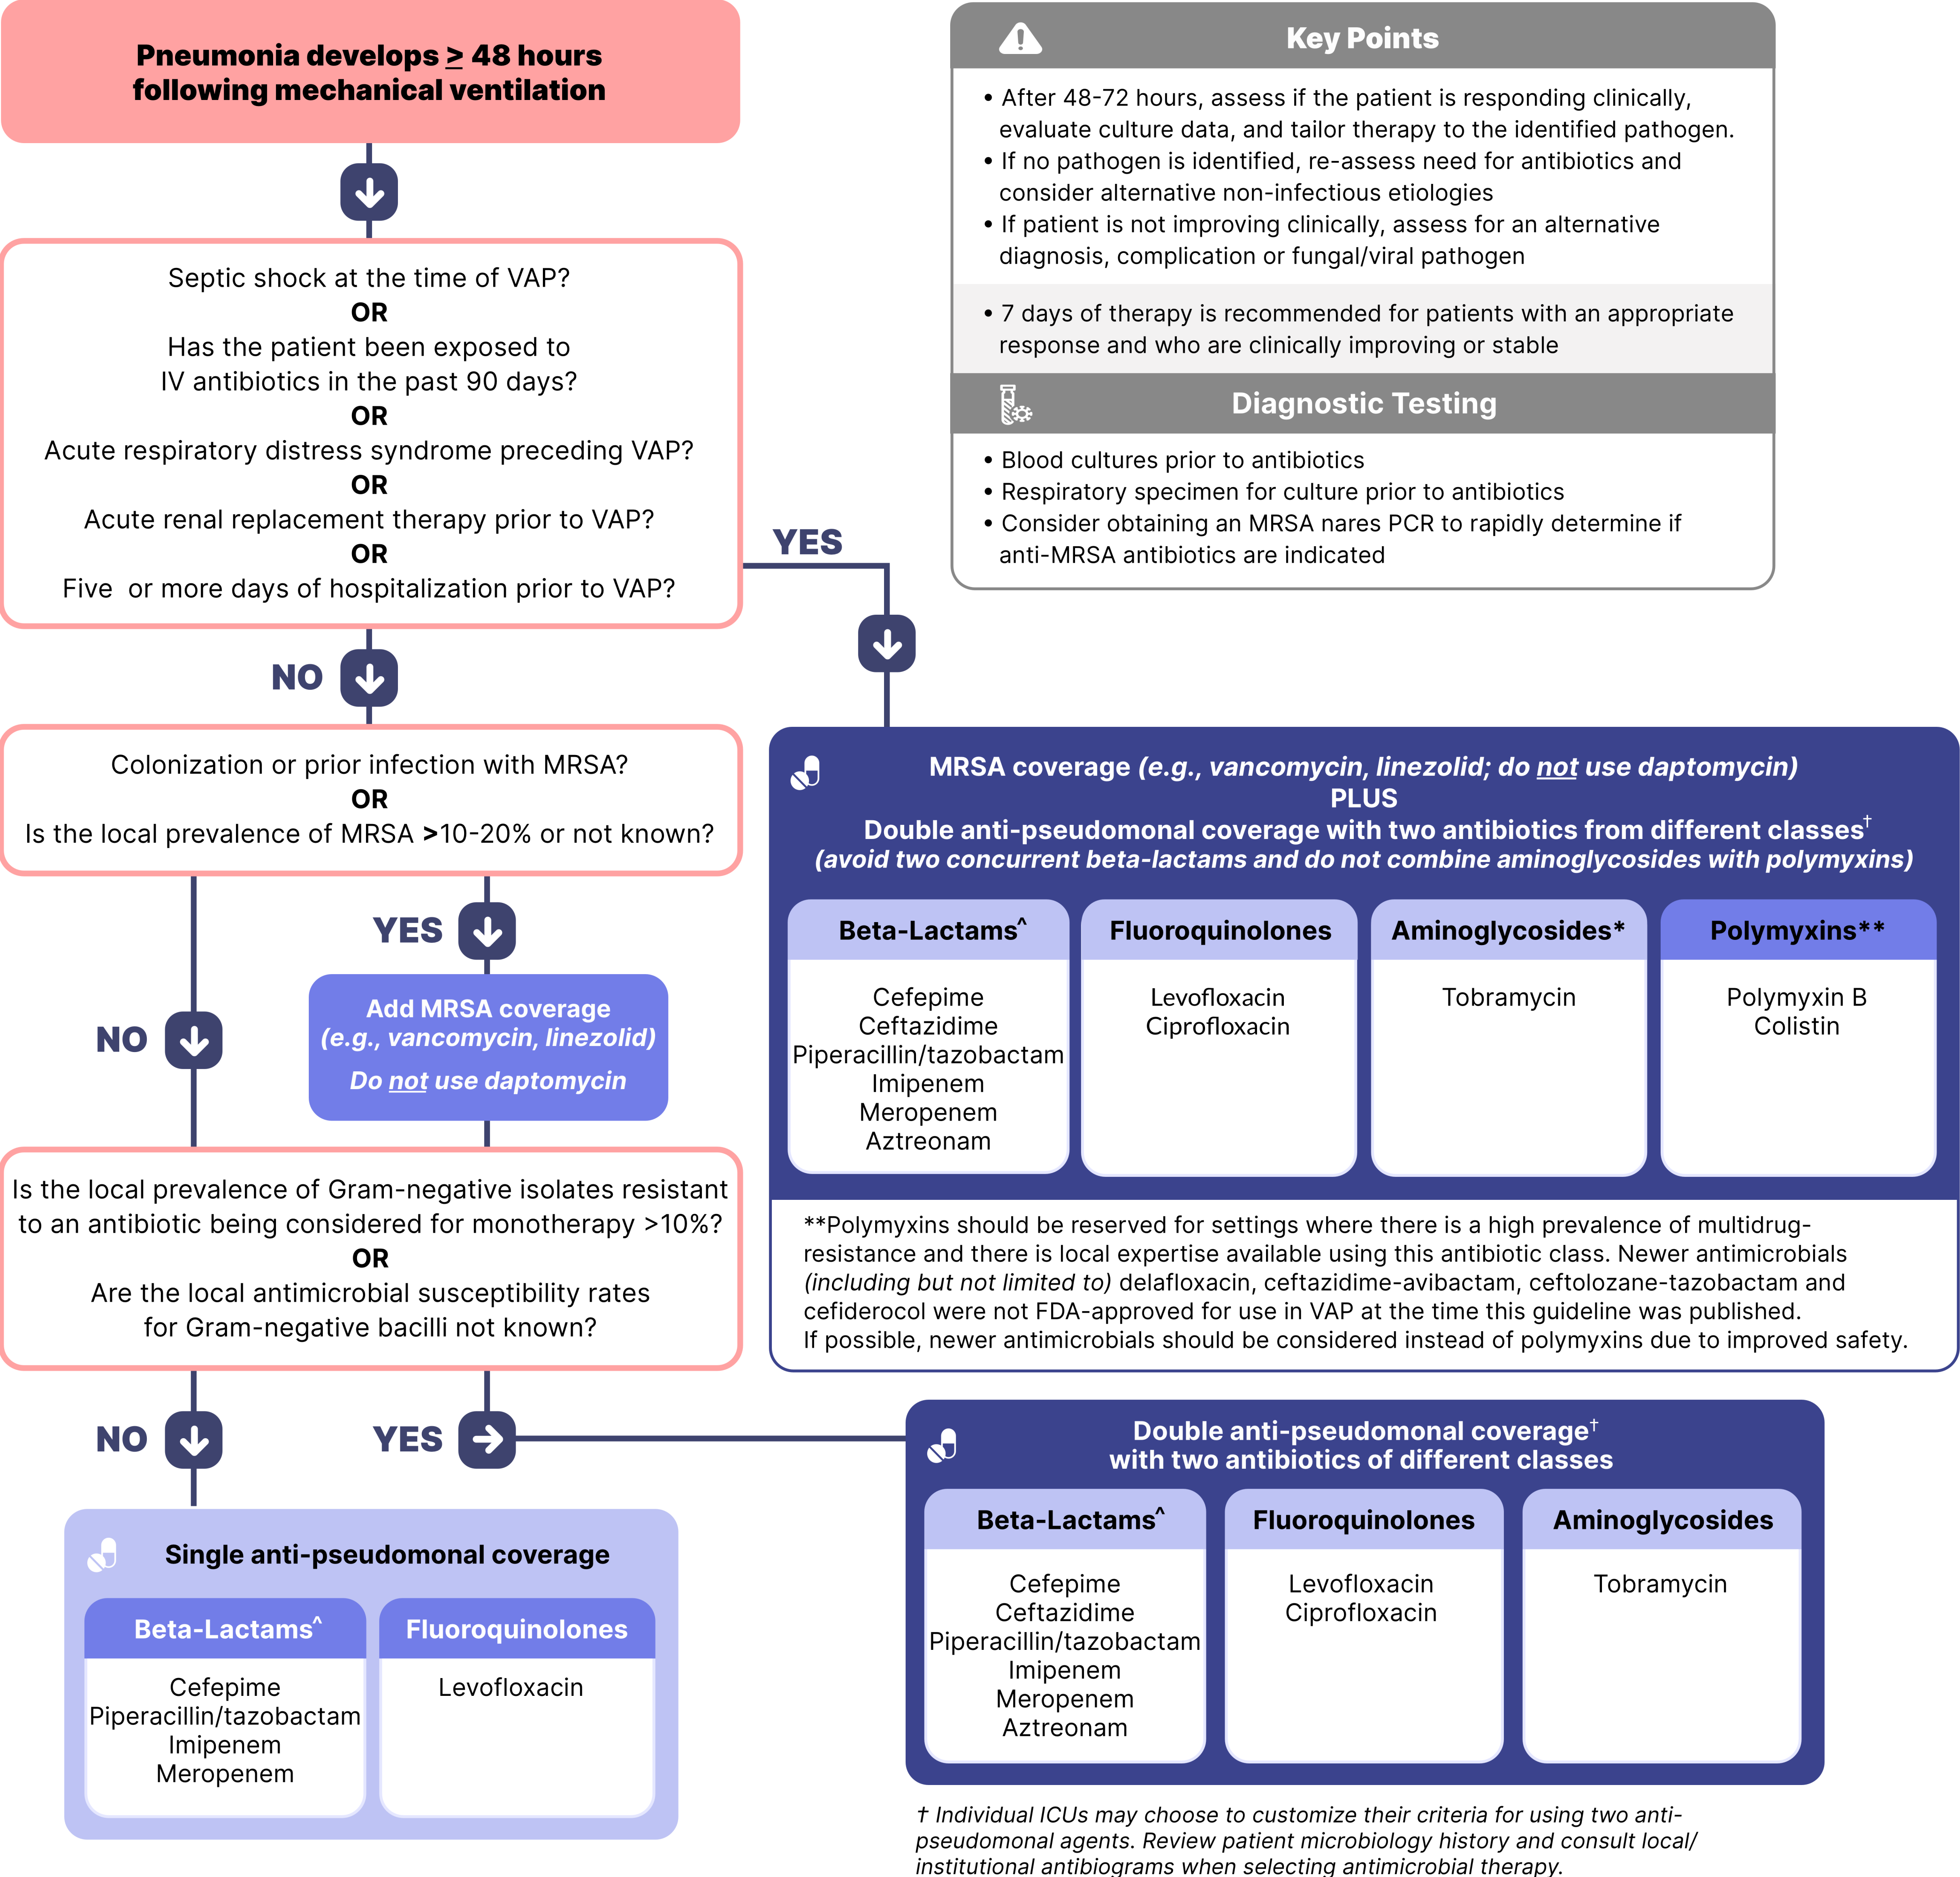 Pneumonia develops ≥ 48 hours
following mechanical ventilation
Septic shock at the time of VAP?
OR
Has the patient been exposed to
IV antibiotics in the past 90 days?
OR
Acute respiratory distress syndrome preceding VAP?
OR
Acute renal replacement therapy prior to VAP?
OR
Five  or more days of hospitalization prior to VAP?
YES
NO
Key Points
• After 48-72 hours, assess if the patient is responding clinically,
evaluate culture data, and tailor therapy to the identified pathogen.
• If no pathogen is identified, re-assess need for antibiotics and
consider alternative non-infectious etiologies
• If patient is not improving clinically, assess for an alternative
diagnosis, complication or fungal/viral pathogen
• 7 days of therapy is recommended for patients with an appropriate
response and who are clinically improving or stable
Diagnostic Testing
• Blood cultures prior to antibiotics
• Respiratory specimen for culture prior to antibiotics
• Consider obtaining an MRSA nares PCR to rapidly determine if
anti-MRSA antibiotics are indicated
Colonization or prior infection with MRSA?
OR
Is the local prevalence of MRSA >10-20% or not known?
YES
NO
Add MRSA coverage
(e.g., vancomycin, linezolid)
Do not use daptomycin
Is the local prevalence of Gram-negative isolates resistant
to an antibiotic being considered for monotherapy >10%?
OR
Are the local antimicrobial susceptibility rates
for Gram-negative bacilli not known?
NO
YES
MRSA coverage (e.g., vancomycin, linezolid; do not use daptomycin)
PLUS
Double anti-pseudomonal coverage with two antibiotics from different classes†
(avoid two concurrent beta-lactams and do not combine aminoglycosides with polymyxins)
Beta-Lactams^
Cefepime
Ceftazidime
Piperacillin/tazobactam
Imipenem
Meropenem
Aztreonam
Fluoroquinolones
Levofloxacin
Ciprofloxacin
Aminoglycosides*
Tobramycin
Polymyxins**
Polymyxin B
Colistin
**Polymyxins should be reserved for settings where there is a high prevalence of multidrug-
resistance and there is local expertise available using this antibiotic class. Newer antimicrobials
(including but not limited to) delafloxacin, ceftazidime-avibactam, ceftolozane-tazobactam and
cefiderocol were not FDA-approved for use in VAP at the time this guideline was published.
If possible, newer antimicrobials should be considered instead of polymyxins due to improved safety.
Single anti-pseudomonal coverage
Beta-Lactams^
Cefepime
Piperacillin/tazobactam
Imipenem
Meropenem
Fluoroquinolones
Levofloxacin
Double anti-pseudomonal coverage†
with two antibiotics of different classes
Beta-Lactams^
Cefepime
Ceftazidime
Piperacillin/tazobactam
Imipenem
Meropenem
Aztreonam
Fluoroquinolones
Levofloxacin
Ciprofloxacin
Aminoglycosides
Tobramycin
† Individual ICUs may choose to customize their criteria for using two anti-
pseudomonal agents. Review patient microbiology history and consult local/
institutional antibiograms when selecting antimicrobial therapy.